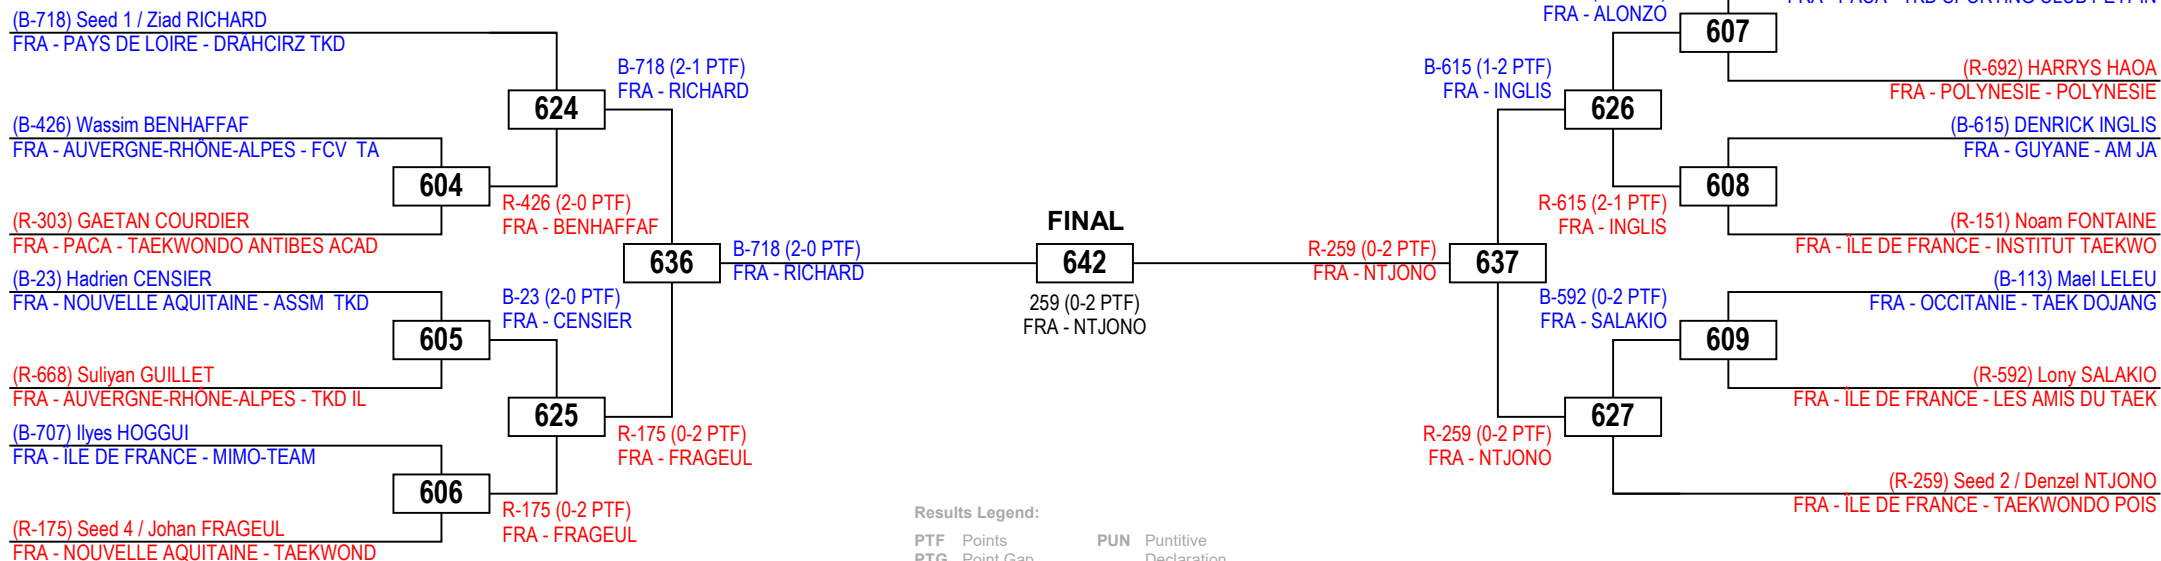 (B-718) Seed 1 / Ziad RICHARD
FRA - PAYS DE LOIRE - DRÄHCIRZ TKD
(B-426) Wassim BENHAFFAF
FRA - AUVERGNE-RHÔNE-ALPES - FCV TA
(R-303) GAETAN COURDIER
FRA - PACA - TAEKWONDO ANTIBES ACAD
(B-23) Hadrien CENSIER
FRA - NOUVELLE AQUITAINE - ASSM TKD
(R-668) Suliyan GUILLET
FRA - AUVERGNE-RHÔNE-ALPES - TKD IL
(B-707) Ilyes HOGGUI
FRA - ÎLE DE FRANCE - MIMO-TEAM
(R-175) Seed 4 / Johan FRAGEUL
FRA - NOUVELLE AQUITAINE - TAEKWOND
604
605
606
624
R-426 (2-0 PTF)
FRA - BENHAFFAF
B-23 (2-0 PTF)
FRA - CENSIER
625
R-175 (0-2 PTF)
FRA - FRAGEUL
B-718 (2-1 PTF)
FRA - RICHARD
636
R-175 (0-2 PTF)
FRA - FRAGEUL
B-718 (2-0 PTF)
FRA - RICHARD
FINAL
642
259 (0-2 PTF)
FRA - NTJONO
Results Legend:
PTF Points
PUN Puntitive
PTG Point Gap
Declaration
R-259 (0-2 PTF)
FRA - NTJONO
637
B-615 (1-2 PTF)
FRA - INGLIS
R-259 (0-2 PTF)
FRA - NTJONO
FRA - ALONZO
626
R-615 (2-1 PTF)
FRA - INGLIS
B-592 (0-2 PTF)
FRA - SALAKIO
627
607
608
609
(R-692) HARRYS HAOA
FRA - POLYNESIE - POLYNESIE
(B-615) DENRICK INGLIS
FRA - GUYANE - AM JA
(R-151) Noam FONTAINE
FRA - ÎLE DE FRANCE - INSTITUT TAEKWO
(B-113) Mael LELEU
FRA - OCCITANIE - TAEK DOJANG
(R-592) Lony SALAKIO
FRA - ÎLE DE FRANCE - LES AMIS DU TAEK
(R-259) Seed 2 / Denzel NTJONO
FRA - ÎLE DE FRANCE - TAEKWONDO POIS